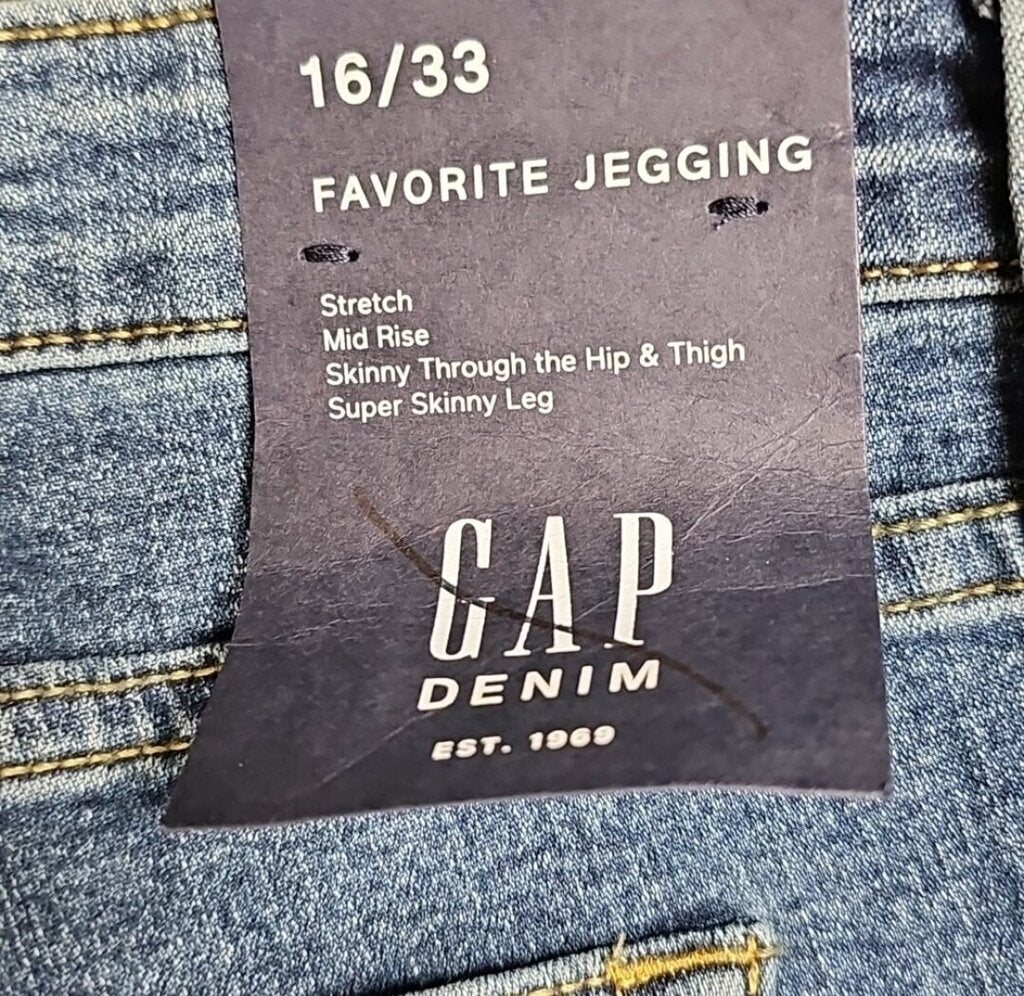 16/33
FAVORITE JEGGING
Stretch
Mid Rise
Skinny Through the Hip & Thigh
Super Skinny Leg
GAP
DENIM
EST. 1969